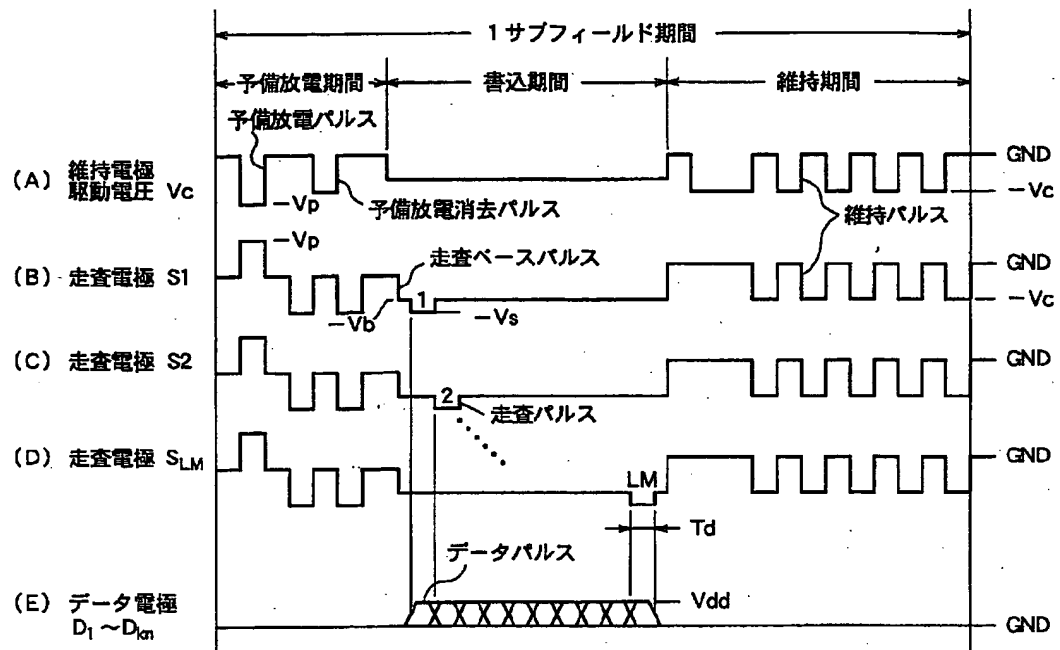 1サブフィールド期間
予備放電期間
書込期間
維持期間
予備放電パルス
(A) 維持電極
駆動電圧 Vc
GND
−Vc
−Vp
予備放電消去パルス
維持パルス
−Vp
走査ベースパルス
(B) 走査電極 S1
GND
1
−Vc
−Vb
−Vs
(C) 走査電極 S2
GND
2
走査パルス
(D) 走査電極 SLM
GND
LM
Td
データパルス
(E) データ電極
D1 ～Dkn
Vdd
GND